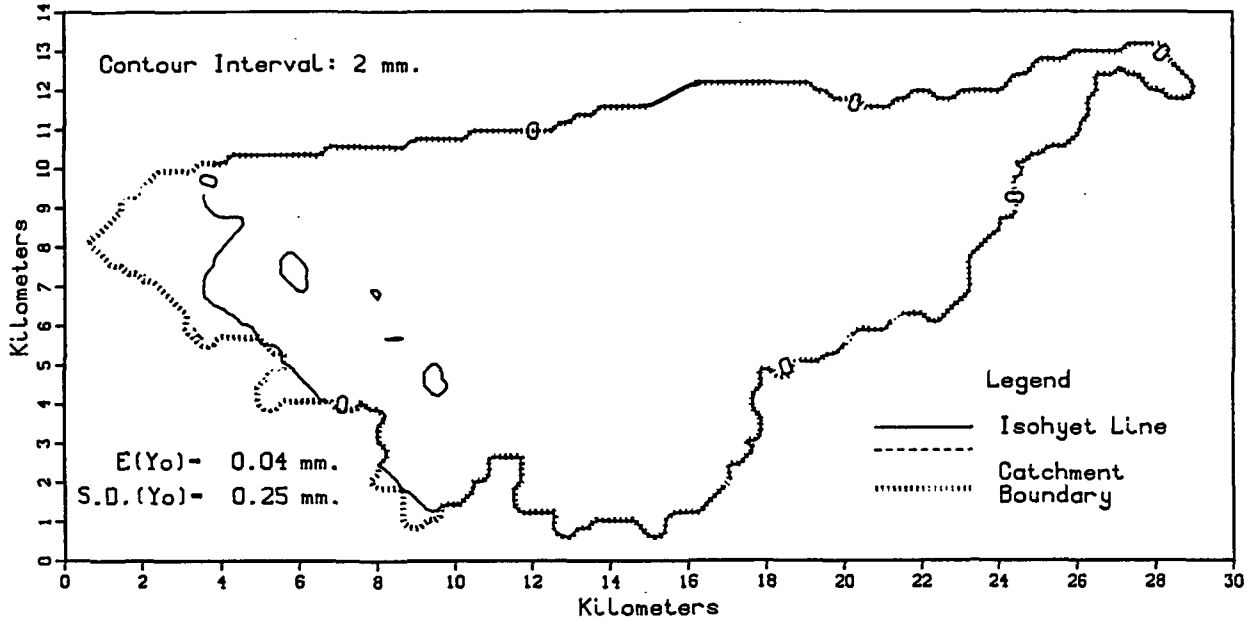 14
13
12
11
10
9
8
7
6
5
4
3
2
1
0
Kilometers
Contour Interval: 2 mm.
0
0
0
0
0
0
0
E(Yo)- 0.04 mm.
S.D.(Yo)- 0.25 mm.
Legend
Isohyet Line
Catchment
Boundary
0 2 4 6 8 10 12 14 16 18 20 22 24 26 28 30
Kilometers